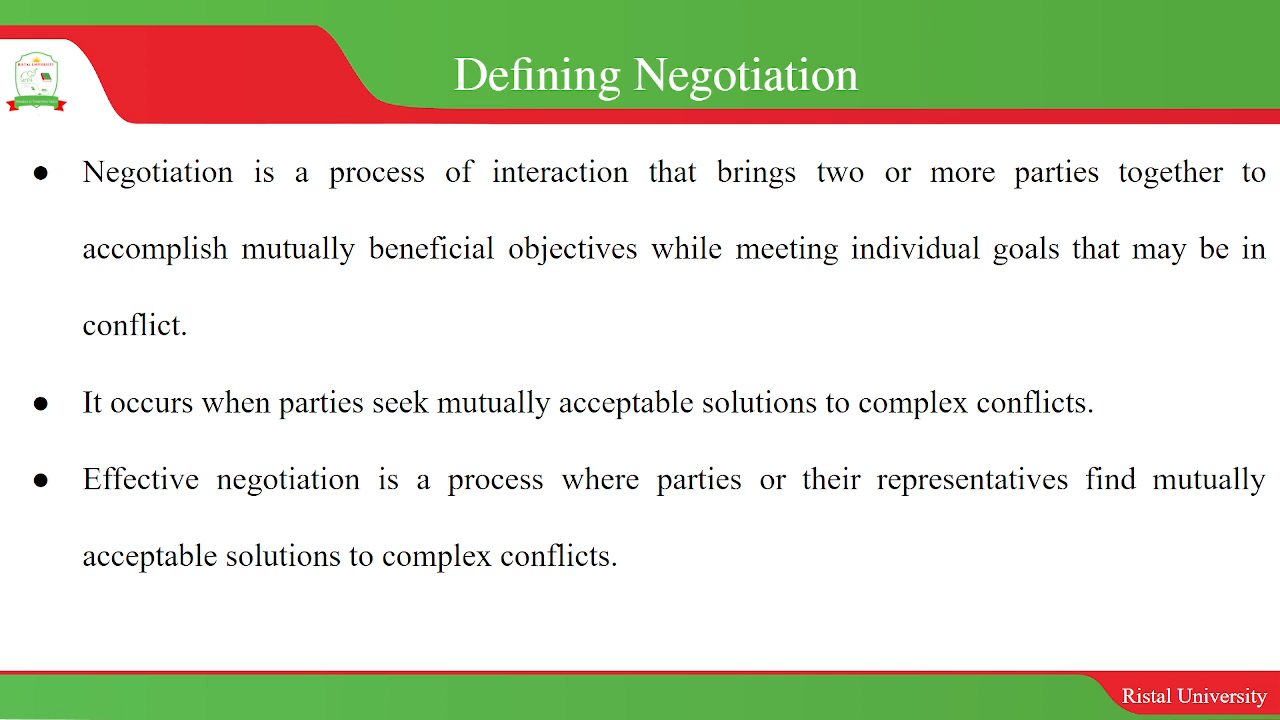 Defining Negotiation
RISTAL UNIVERSITY
● Negotiation is a process of interaction that brings two or more parties together to
accomplish mutually beneficial objectives while meeting individual goals that may be in
conflict.
● It occurs when parties seek mutually acceptable solutions to complex conflicts.
● Effective negotiation is a process where parties or their representatives find mutually
acceptable solutions to complex conflicts.
Ristal University